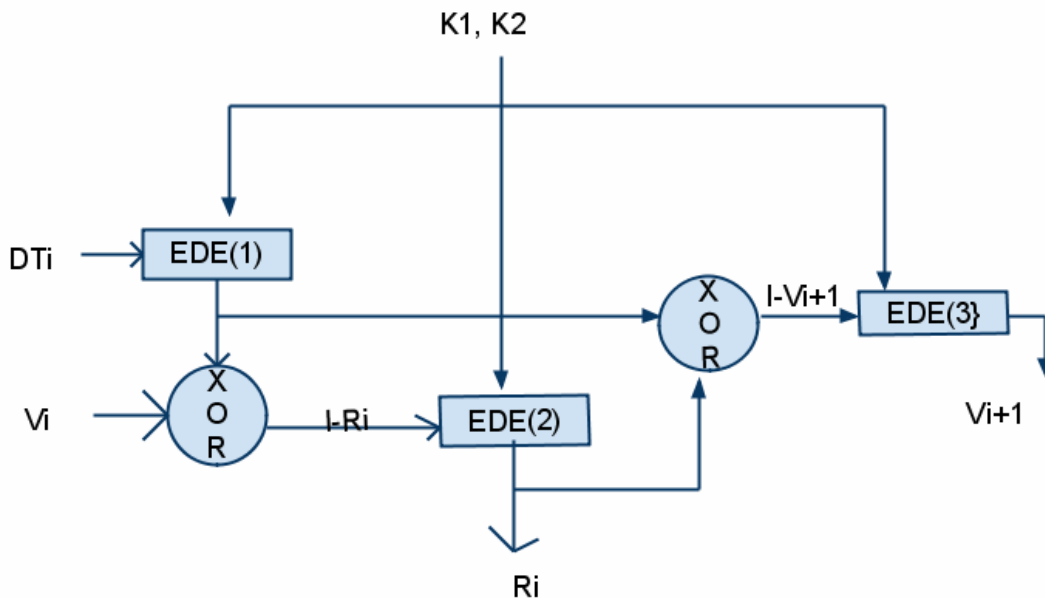 K1, K2
DTi
EDE(1)
X
O
R
I-Vi+1
EDE(3}
Vi
X
O
R
I-Ri
EDE(2)
Vi+1
Ri